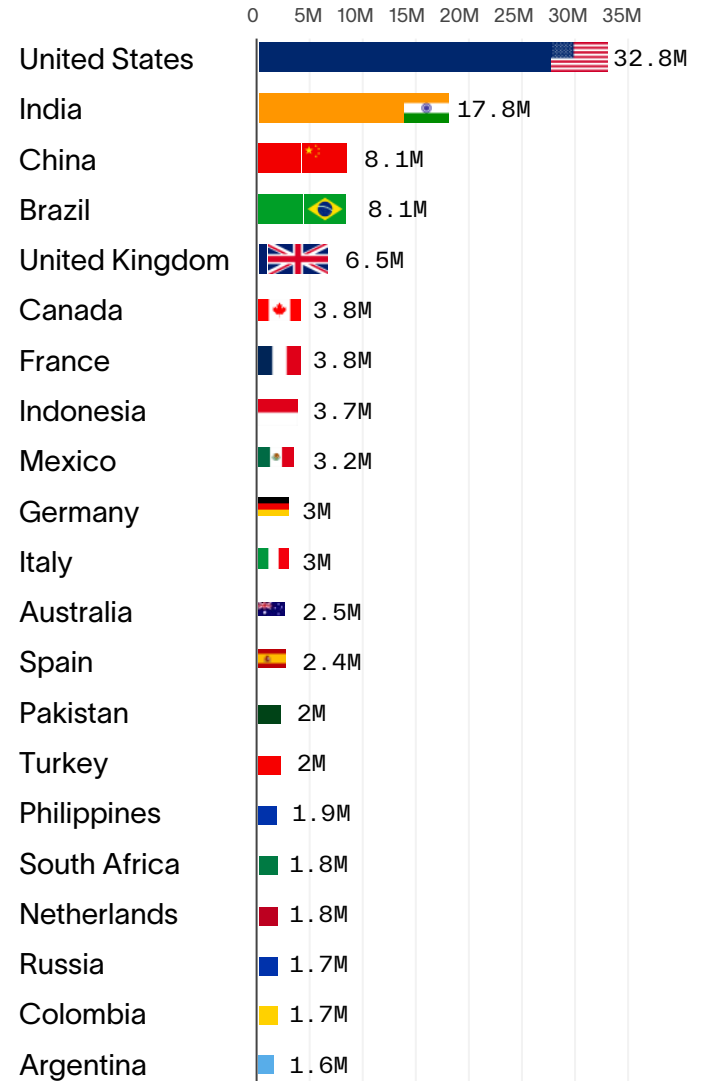 0 5M 10M 15M 20M 25M 30M 35M
United States 32.8M
India 17.8M
China 8.1M
Brazil 8.1M
United Kingdom 6.5M
Canada 3.8M
France 3.8M
Indonesia 3.7M
Mexico 3.2M
Germany 3M
Italy 3M
Australia 2.5M
Spain 2.4M
Pakistan 2M
Turkey 2M
Philippines 1.9M
South Africa 1.8M
Netherlands 1.8M
Russia 1.7M
Colombia 1.7M
Argentina 1.6M